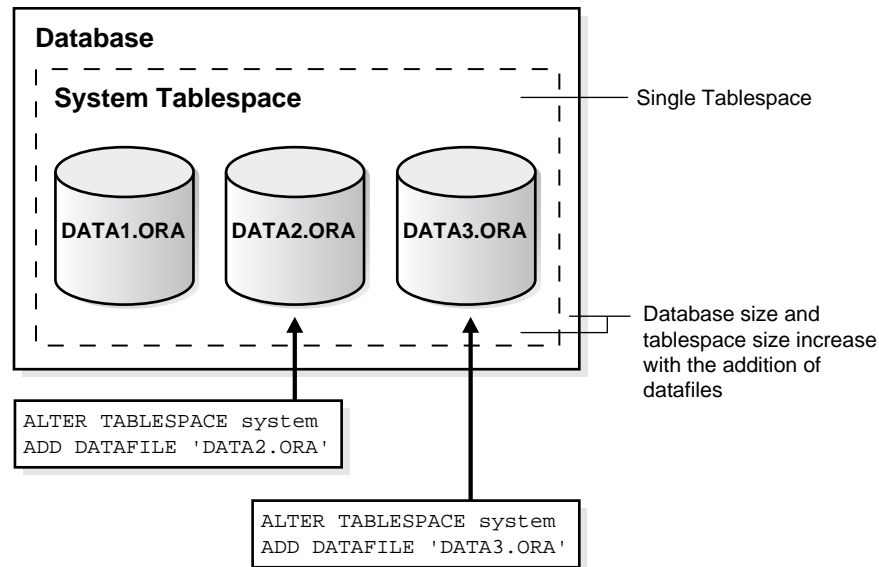 Database
System Tablespace
Single Tablespace
DATA1.ORA
DATA2.ORA
DATA3.ORA
Database size and
tablespace size increase
with the addition of
datafiles
ALTER TABLESPACE system
ADD DATAFILE 'DATA2.ORA'
ALTER TABLESPACE system
ADD DATAFILE 'DATA3.ORA'